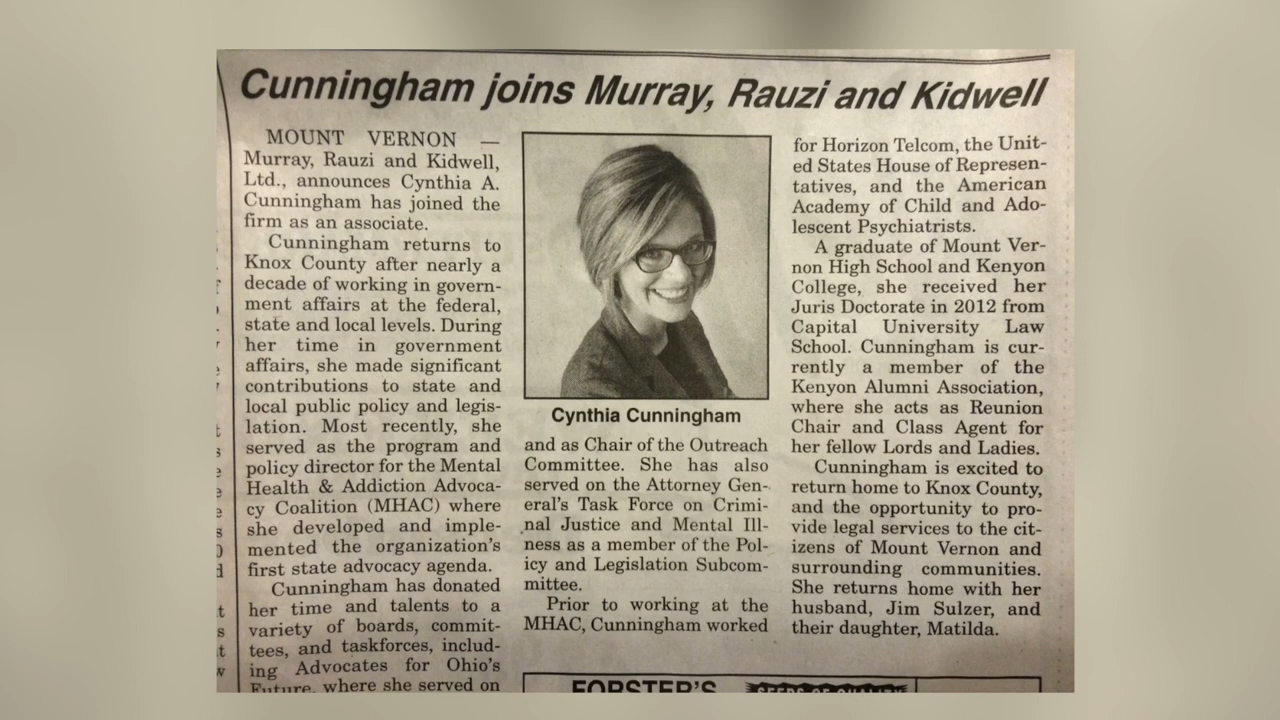 Cunningham joins Murray, Rauzi and Kidwell
MOUNT VERNON —
Murray, Rauzi and Kidwell,
Ltd., announces Cynthia A.
Cunningham has joined the
firm as an associate.
Cunningham returns to
Knox County after nearly a
decade of working in govern-
ment affairs at the federal,
state and local levels. During
her time in government
affairs, she made significant
contributions to state and
local public policy and legis-
lation. Most recently, she
served as the program and
policy director for the Mental
Health & Addiction Advoca-
cy Coalition (MHAC) where
she developed and imple-
mented the organization's
first state advocacy agenda.
Cunningham has donated
her time and talents to a
variety of boards, commit-
tees, and taskforces, includ-
ing Advocates for Ohio's
Future, where she served on
Cynthia Cunningham
and as Chair of the Outreach
Committee. She has also
served on the Attorney Gen-
eral's Task Force on Crimi-
nal Justice and Mental Ill-
ness as a member of the Pol-
icy and Legislation Subcom-
mittee.
Prior to working at the
MHAC, Cunningham worked
for Horizon Telcom, the Unit-
ed States House of Represen-
tatives, and the American
Academy of Child and Ado-
lescent Psychiatrists.
A graduate of Mount Ver-
non High School and Kenyon
College, she received her
Juris Doctorate in 2012 from
Capital University Law
School. Cunningham is cur-
rently a member of the
Kenyon Alumni Association,
where she acts as Reunion
Chair and Class Agent for
her fellow Lords and Ladies.
Cunningham is excited to
return home to Knox County,
and the opportunity to pro-
vide legal services to the cit-
izens of Mount Vernon and
surrounding communities.
She returns home with her
husband, Jim Sulzer, and
their daughter, Matilda.
FORSTER'S
SEEDS OF QUALITY